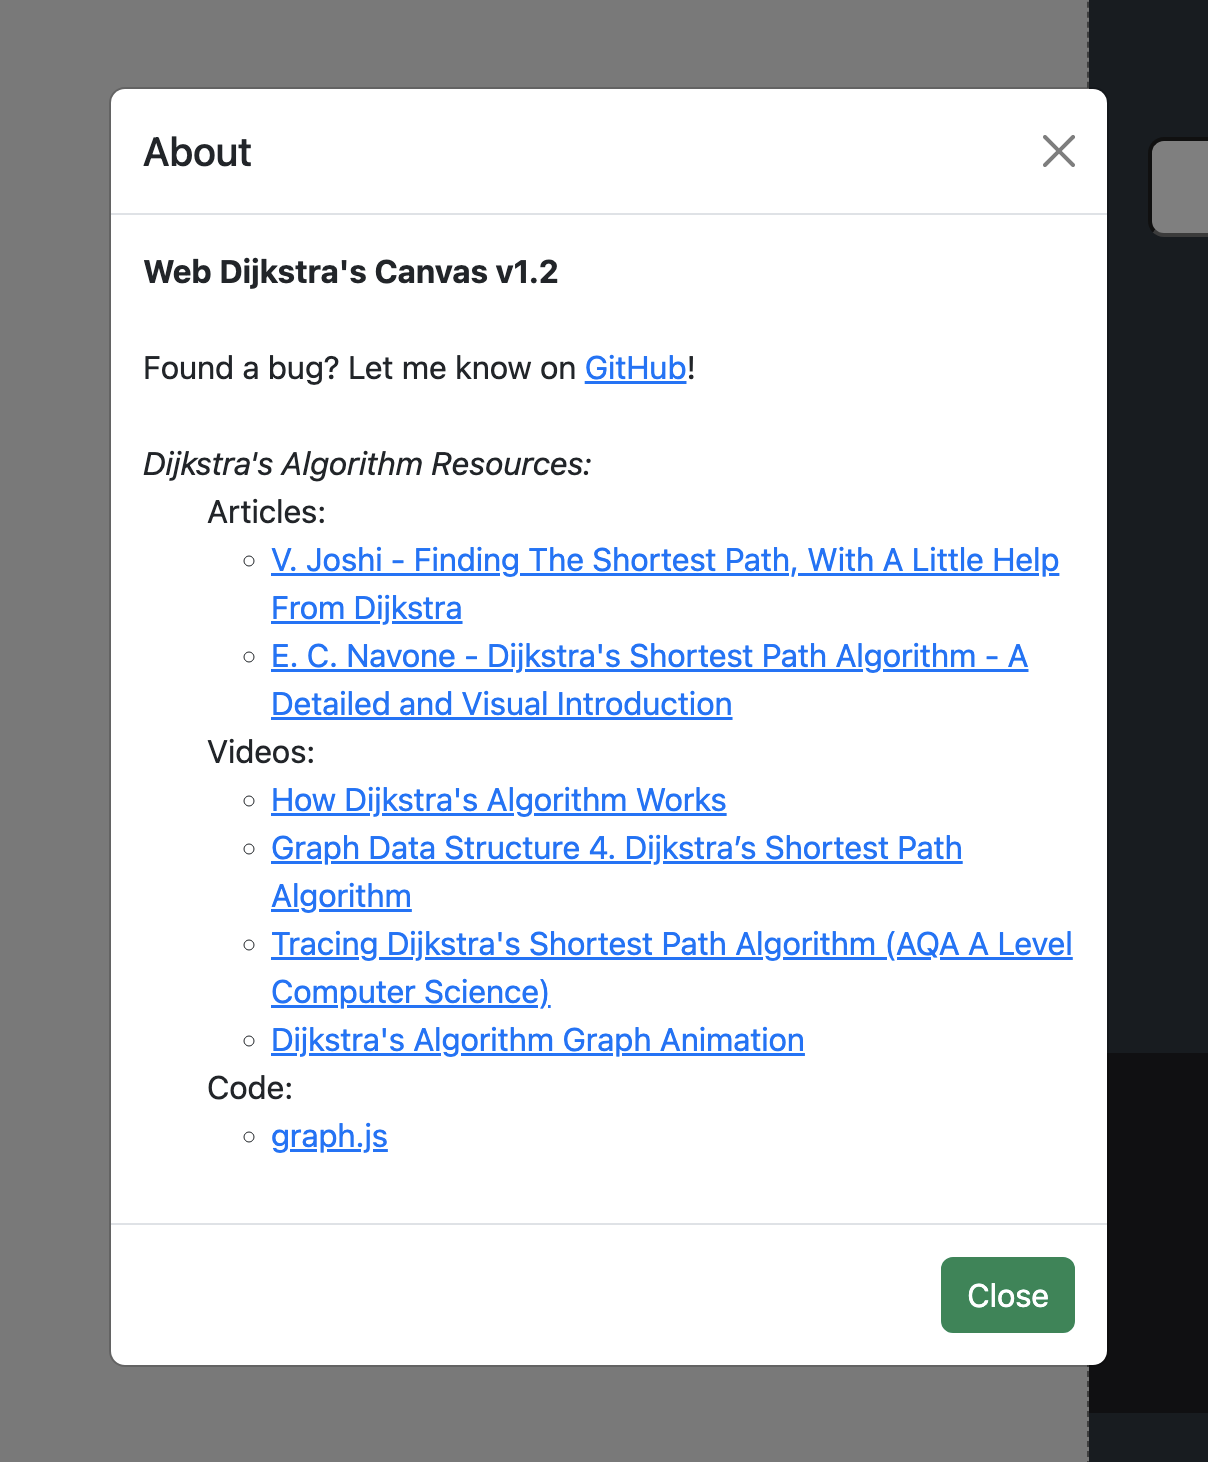 About
Web Dijkstra's Canvas v1.2
Found a bug? Let me know on GitHub!
Dijkstra's Algorithm Resources:
Articles:
V. Joshi - Finding The Shortest Path, With A Little Help
From Dijkstra
E. C. Navone - Dijkstra's Shortest Path Algorithm - A
Detailed and Visual Introduction
Videos:
How Dijkstra's Algorithm Works
Graph Data Structure 4. Dijkstra’s Shortest Path
Algorithm
Tracing Dijkstra's Shortest Path Algorithm (AQA A Level
Computer Science)
Dijkstra's Algorithm Graph Animation
Code:
graph.js
Close